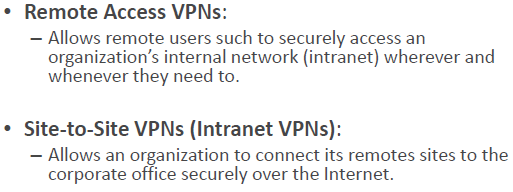 • Remote Access VPNs:
– Allows remote users such to securely access an
organization's internal network (intranet) wherever and
whenever they need to.
• Site-to-Site VPNs (Intranet VPNs):
– Allows an organization to connect its remotes sites to the
corporate office securely over the Internet.